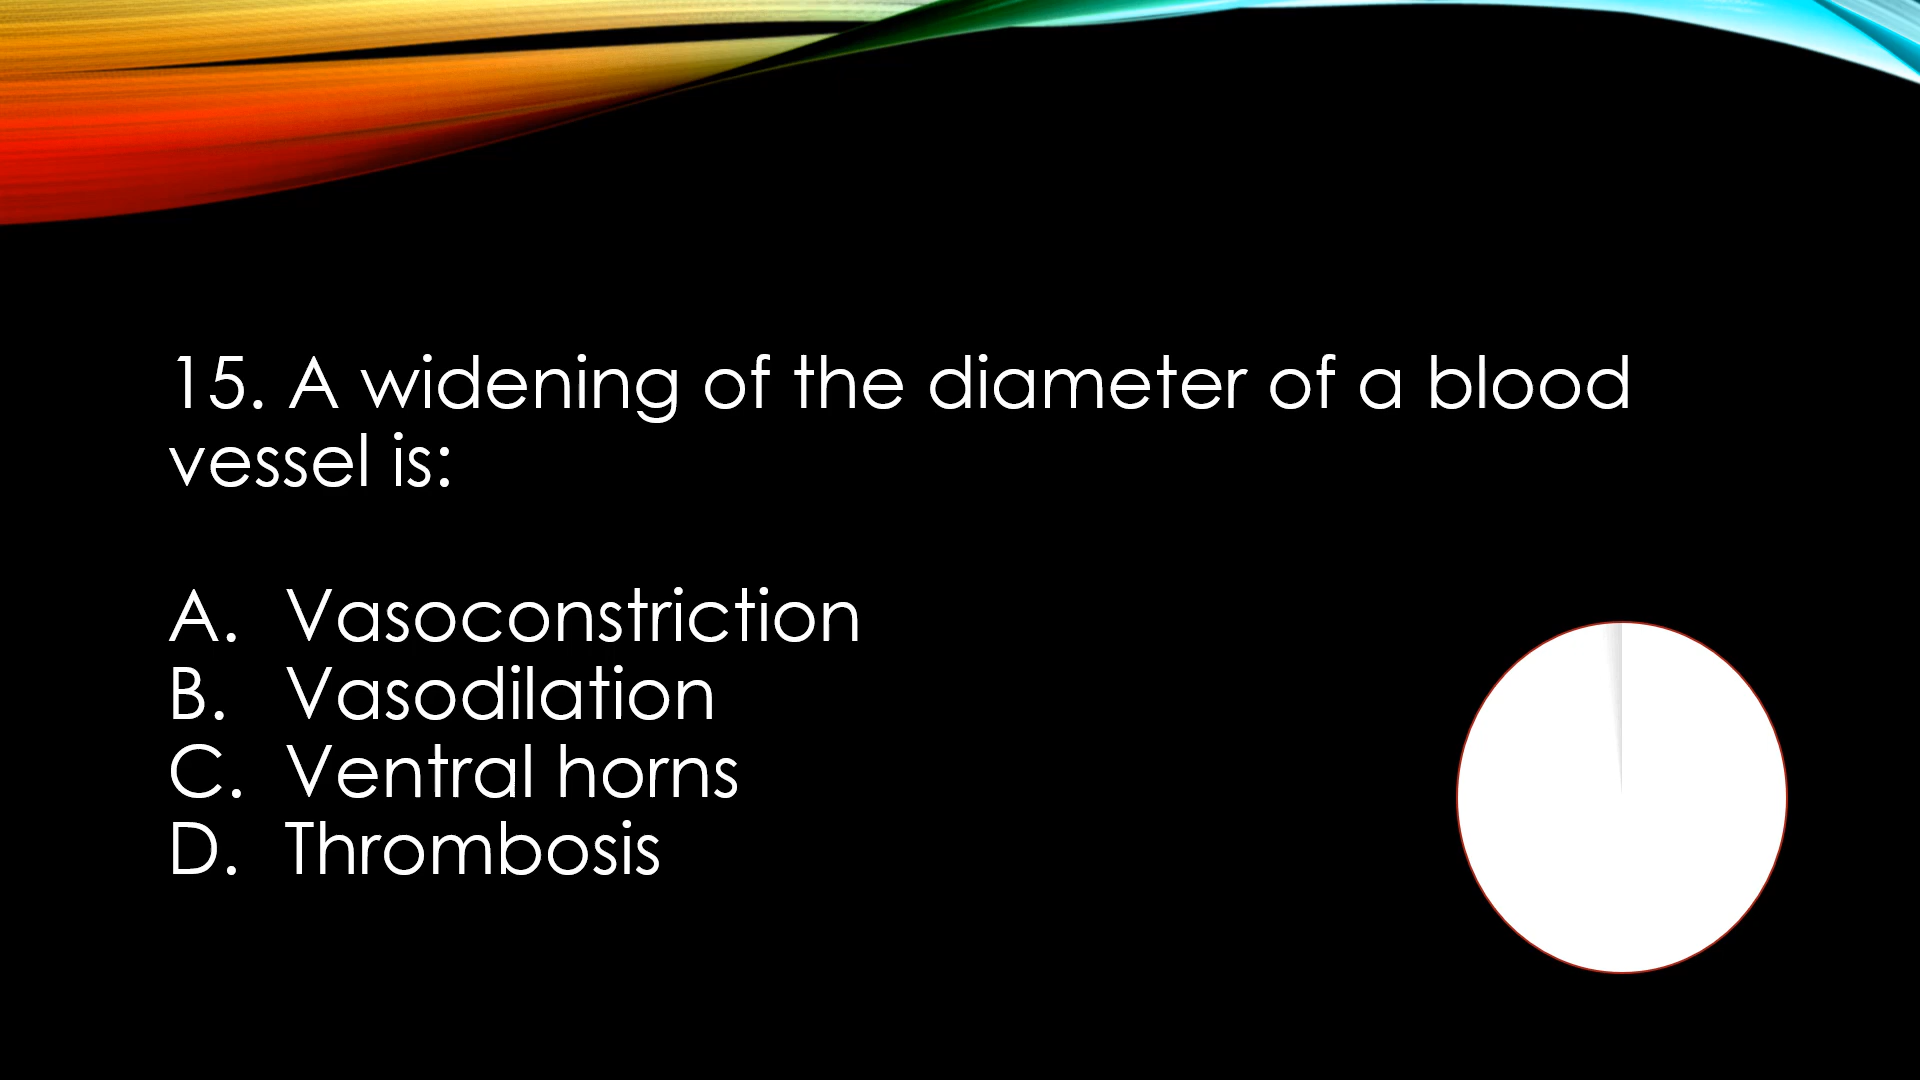 15. A widening of the diameter of a blood
vessel is:
A. Vasoconstriction
B. Vasodilation
C. Ventral horns
D. Thrombosis